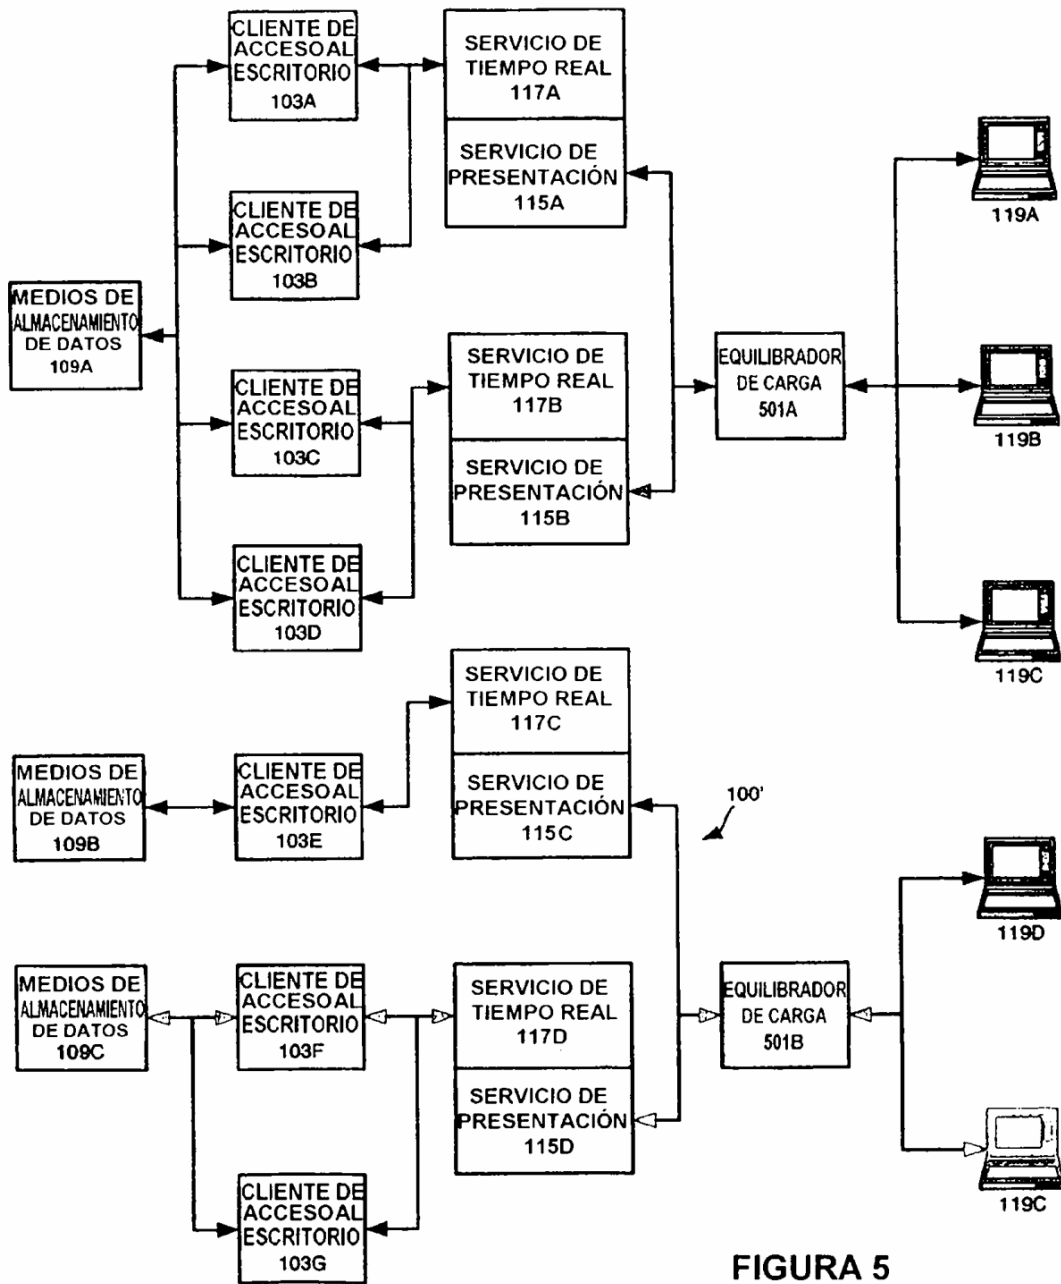 CLIENTE DE
ACCESO AL
ESCRITORIO
103A
SERVICIO DE
TIEMPO REAL
117A
SERVICIO DE
PRESENTACIÓN
115A
119A
CLIENTE DE
ACCESO AL
ESCRITORIO
103B
MEDIOS DE
ALMACENAMIENTO
DE DATOS
109A
SERVICIO DE
TIEMPO REAL
117B
SERVICIO DE
PRESENTACIÓN
115B
EQUILIBRADOR
DE CARGA
501A
119B
CLIENTE DE
ACCESO AL
ESCRITORIO
103C
CLIENTE DE
ACCESO AL
ESCRITORIO
103D
119C
SERVICIO DE
TIEMPO REAL
117C
SERVICIO DE
PRESENTACIÓN
115C
MEDIOS DE
ALMACENAMIENTO
DE DATOS
109B
CLIENTE DE
ACCESO AL
ESCRITORIO
103E
100'
119D
MEDIOS DE
ALMACENAMIENTO
DE DATOS
109C
CLIENTE DE
ACCESO AL
ESCRITORIO
103F
SERVICIO DE
TIEMPO REAL
117D
SERVICIO DE
PRESENTACIÓN
115D
EQUILIBRADOR
DE CARGA
501B
119C
CLIENTE DE
ACCESO AL
ESCRITORIO
103G
FIGURA 5